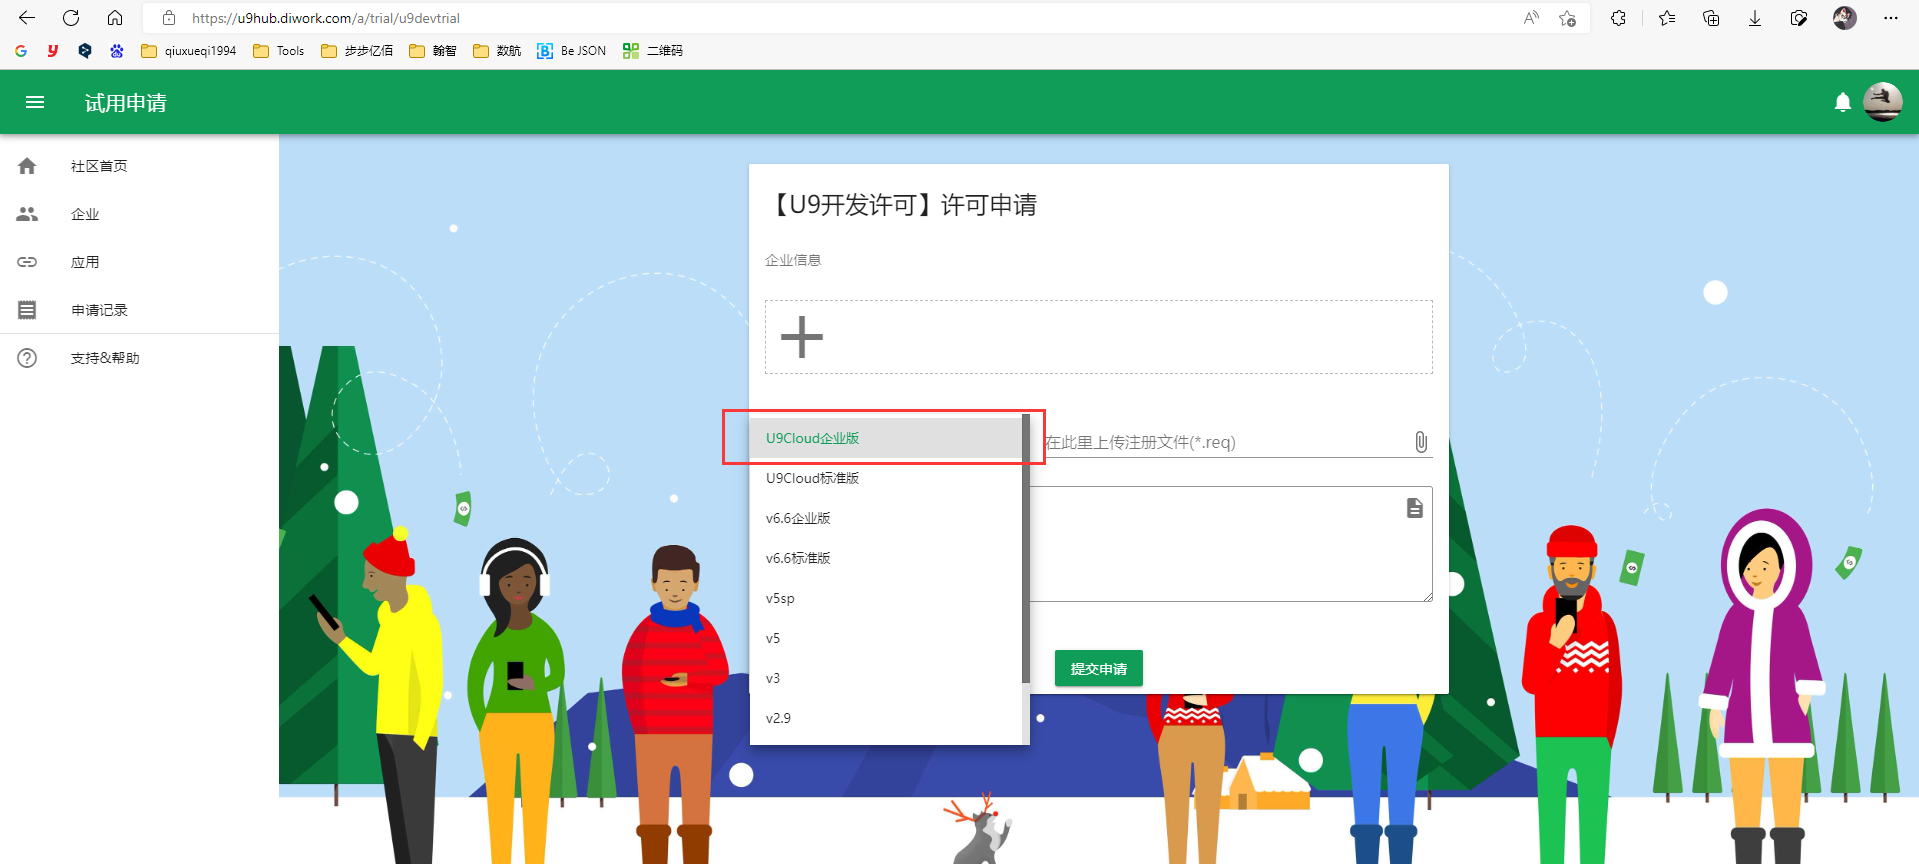 https://u9hub.diwork.com/a/trial/u9devtrial
qiuxueqi1994 Tools 步步亿佰 翰智 数航 Be JSON 二维码
试用申请
社区首页
企业
应用
申请记录
支持&帮助
【U9开发许可】许可申请
企业信息
U9Cloud企业版
在此里上传注册文件(*.req)
U9Cloud标准版
v6.6企业版
v6.6标准版
v5sp
v5
v3
v2.9
提交申请